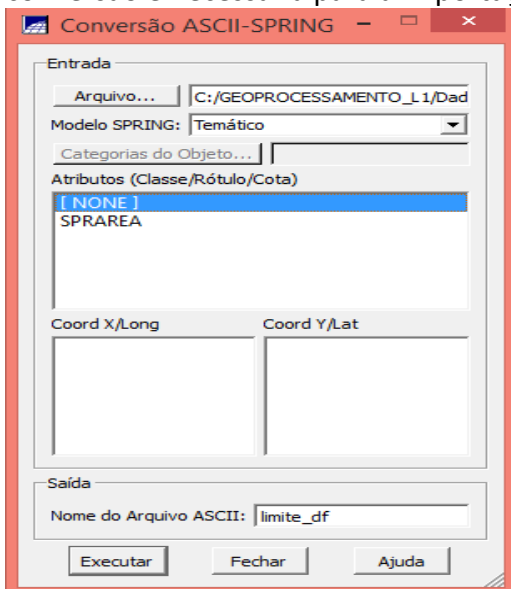 Conversão ASCII-SPRING
Entrada
Arquivo... C:/GEOPROCESSAMENTO_L1/Dad
Modelo SPRING: Temático
Categorias do Objeto...
Atributos (Classe/Rótulo/Cota)
[ NONE ]
SPRAREA
Coord X/Long Coord Y/Lat
Saída
Nome do Arquivo ASCII: limite_df
Executar Fechar Ajuda